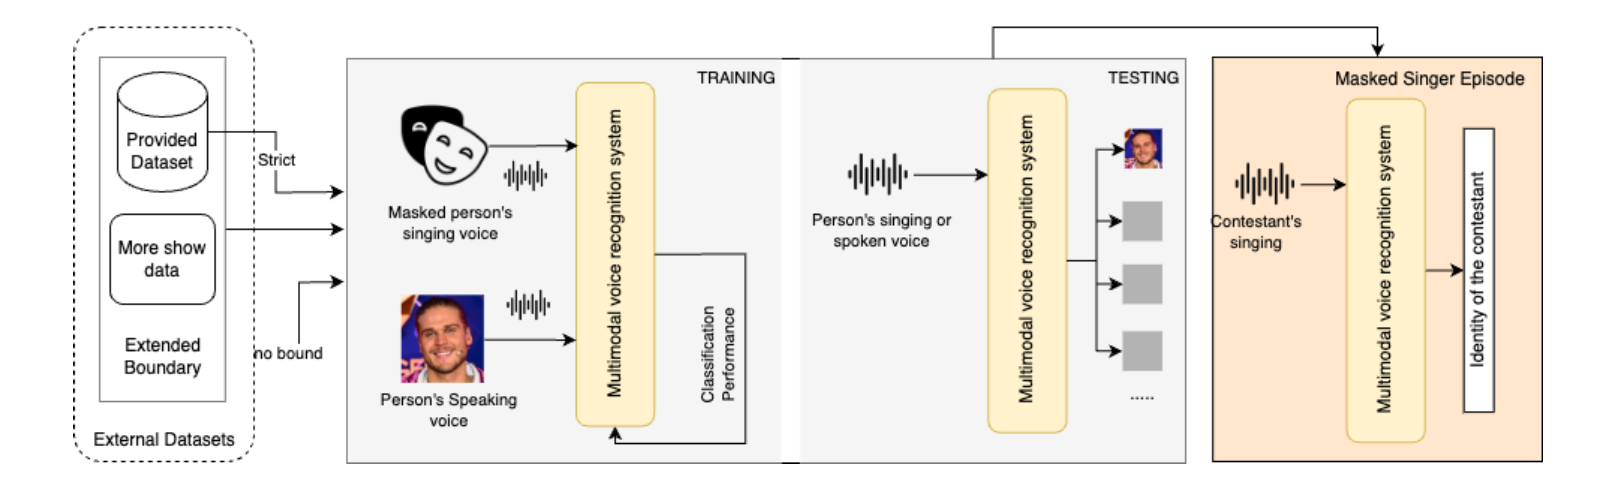 Provided
Dataset
Strict
More show
data
Extended
Boundary
no bound
External Datasets
TRAINING
Masked person's
singing voice
Person's Speaking
voice
Multimodal voice recognition system
Classification
Performance
TESTING
Person's singing or
spoken voice
Multimodal voice recognition system
.....
Masked Singer Episode
Contestant's
singing
Multimodal voice recognition system
Identity of the contestant